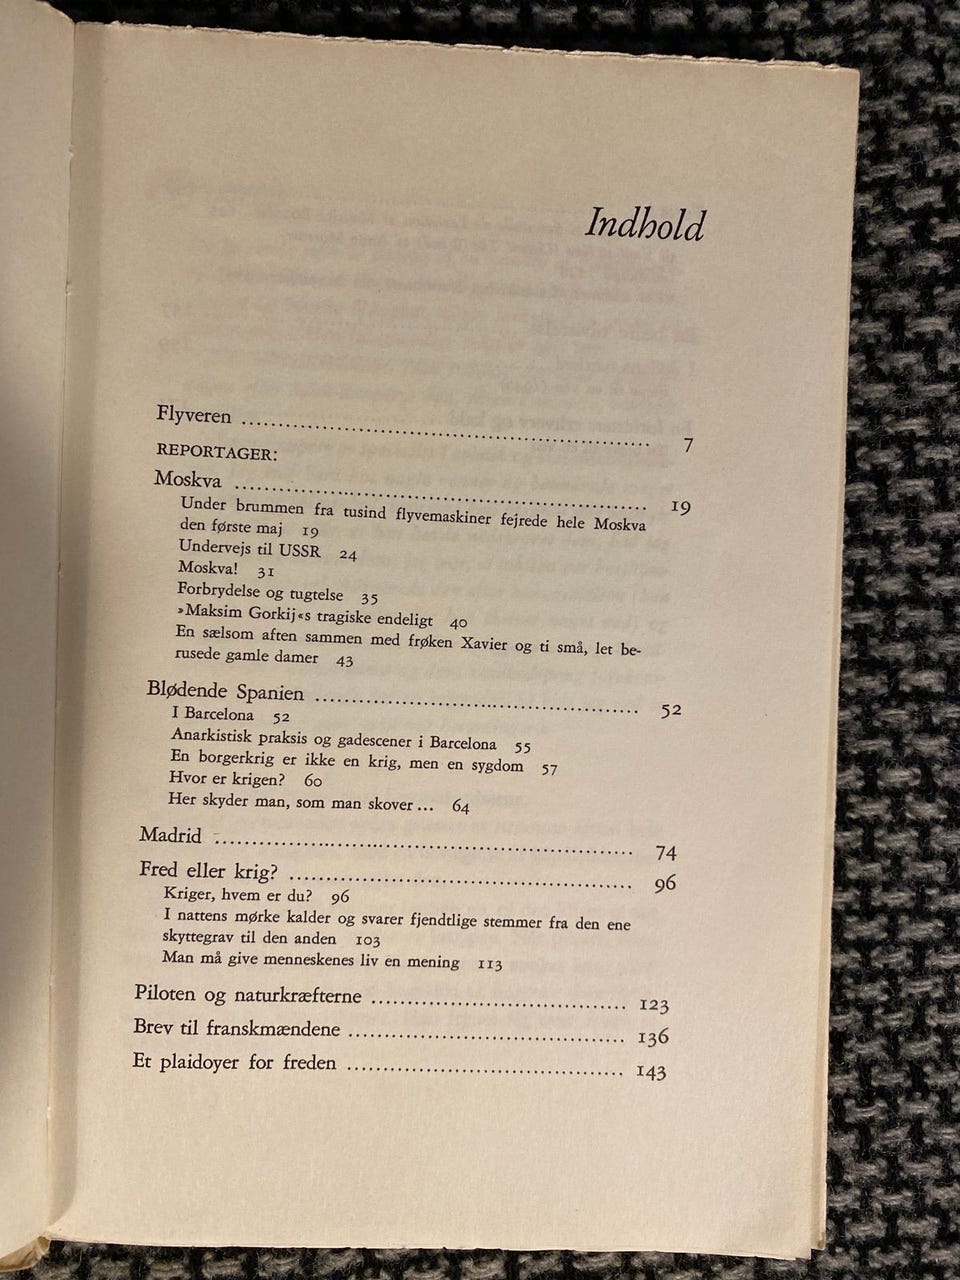 Indhold
Flyveren ........................................................ 7
REPORTAGER:
Moskva ........................................................ 19
Under brummen fra tusind flyvemaskiner fejrede hele Moskva
den første maj 19
Undervejs til USSR 24
Moskva! 31
Forbrydelse og tugtelse 35
»Maksim Gorkij«s tragiske endeligt 40
En sælsom aften sammen med frøken Xavier og ti små, let be-
rusede gamle damer 43
Blødende Spanien ............................................. 52
I Barcelona 52
Anarkistisk praksis og gadescener i Barcelona 55
En borgerkrig er ikke en krig, men en sygdom 57
Hvor er krigen? 60
Her skyder man, som man skover... 64
Madrid ........................................................ 74
Fred eller krig? ................................................ 96
Kriger, hvem er du? 96
I nattens mørke kalder og svarer fjendtlige stemmer fra den ene
skyttegrav til den anden 103
Man må give menneskenes liv en mening 113
Piloten og naturkræfterne ..................................... 123
Brev til franskmændene ....................................... 136
Et plaidoyer for freden ....................................... 143